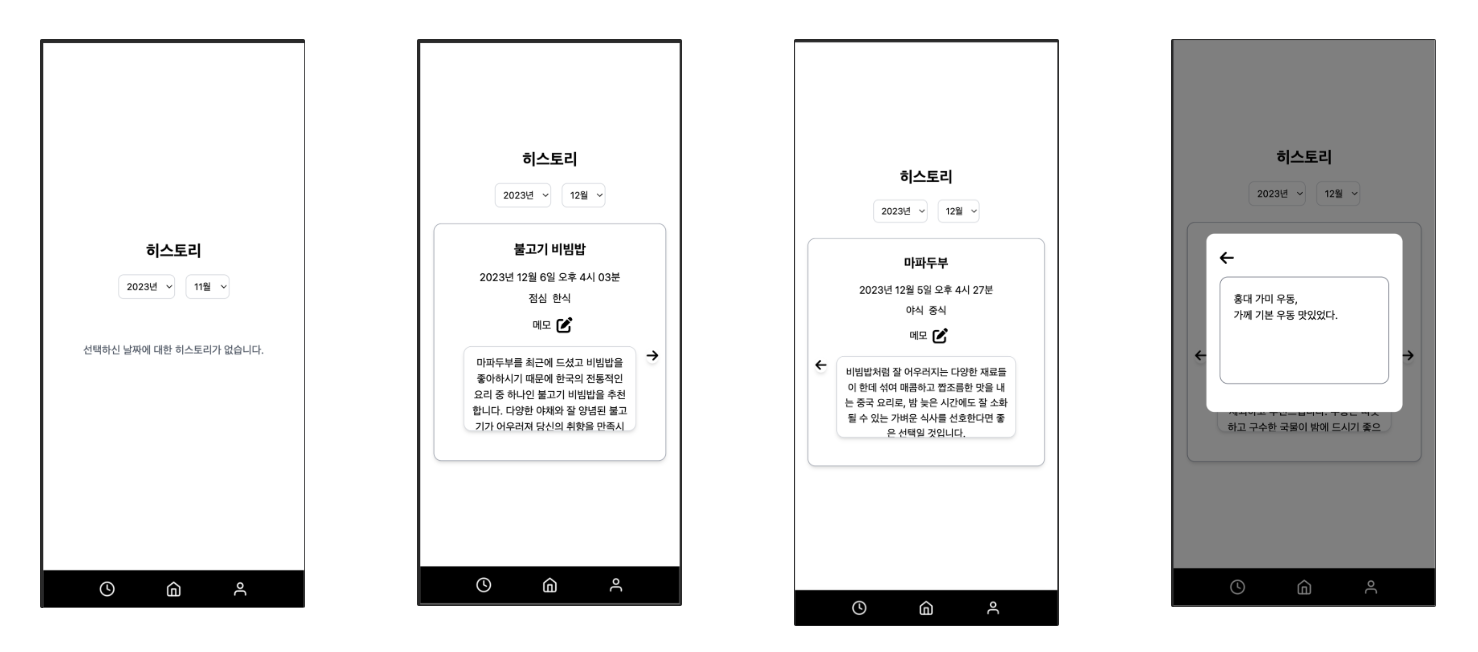 히스토리
2023년
11월
선택하신 날짜에 대한 히스토리가 없습니다.
히스토리
2023년
12월
불고기 비빔밥
2023년 12월 6일 오후 4시 03분
점심 한식
메모
마파두부를 최근에 드셨고 비빔밥을
좋아하시기 때문에 한국의 전통적인
요리 중 하나인 불고기 비빔밥을 추천
합니다. 다양한 야채와 잘 양념된 불고
기가 어우러져 당신의 취향을 만족시
히스토리
2023년
12월
마파두부
2023년 12월 5일 오후 4시 27분
야식 중식
메모
비빔밥처럼 잘 어우러지는 다양한 재료들
이 한데 섞여 매콤하고 짭조름한 맛을 내
는 중국 요리로, 밤 늦은 시간에도 잘 소화
될 수 있는 가벼운 식사를 선호한다면 좋
은 선택일 것입니다.
히스토리
2023년
12월
홍대 가미 우동,
가께 기본 우동 맛있었다.
하고 구수한 국물이 밤에 드시기 좋으